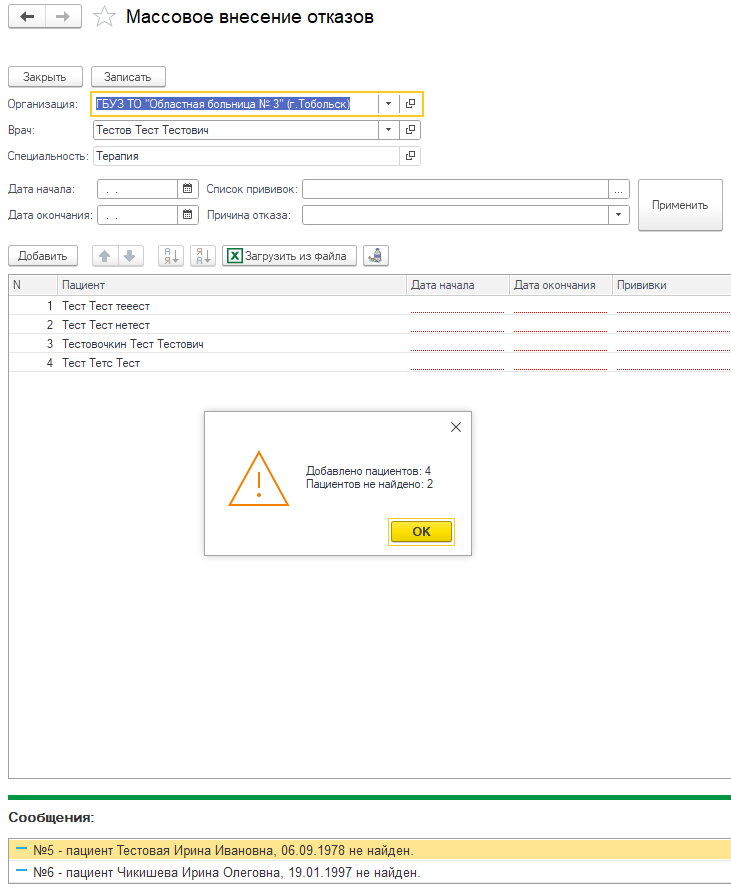 Массовое внесение отказов
Закрыть Записать
Организация: ГБУЗ ТО "Областная больница № 3" (г.Тобольск)
Врач: Тестов Тест Тестович
Специальность: Терапия
Дата начала: . . Список прививок: ...
Дата окончания: . . Причина отказа:
Применить
Добавить А Я Я А Загрузить из файла
N Пациент Дата начала Дата окончания Прививки
1 Тест Тест тееест
2 Тест Тест нетест
3 Тестовочкин Тест Тестович
4 Тест Тетс Тест
Добавлено пациентов: 4
Пациентов не найдено: 2
OK
Сообщения:
№5 - пациент Тестовая Ирина Ивановна, 06.09.1978 не найден.
№6 - пациент Чикишева Ирина Олеговна, 19.01.1997 не найден.